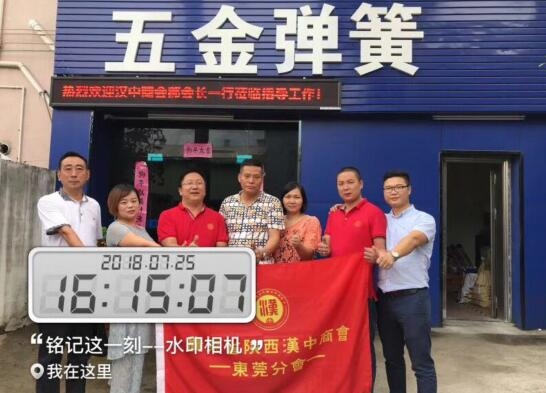 五金弹簧
热烈欢迎汉中商会郝会长一行莅临指导工作！
2018-07-25
16:15:07
“铭记这一刻--水印相机”
陕西漢中商會
我在这里
東莞分會
漢